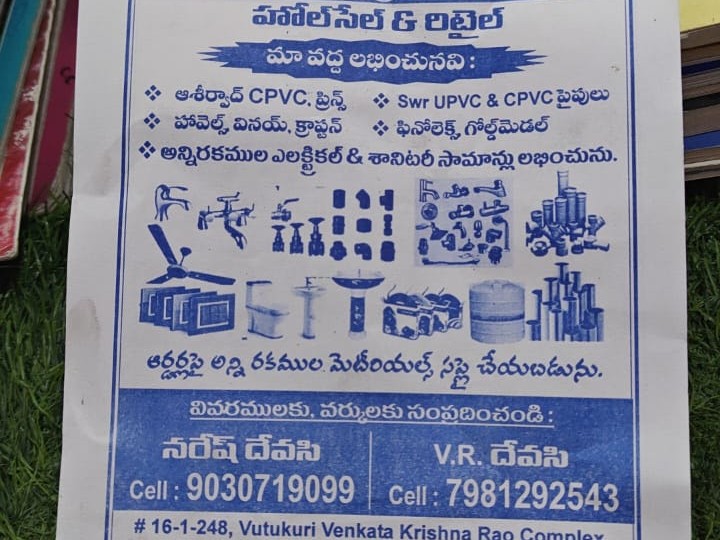 హోల్‌సేల్ & రిటైల్
మా వద్ద లభించునవి :
❖ ఆశీర్వాద్ CPVC, ప్రిన్స్ ❖ Swr UPVC & CPVC పైపులు
❖ హావెల్స్, వినయ్, క్రాప్టన్ ❖ ఫినోలెక్స్, గోల్డ్‌మెడల్
❖ అన్నిరకముల ఎలక్ట్రికల్ & శానిటరీ సామాన్లు లభించును.
ఆర్డర్లపై అన్ని రకముల మెటీరియల్స్ సప్లై చేయబడును.
వివరములకు, వర్కులకు సంప్రదించండి :
నరేష్ దేవసి V.R. దేవసి
Cell : 9030719099 Cell : 7981292543
# 16-1-248, Vutukuri Venkata Krishna Rao Complex,